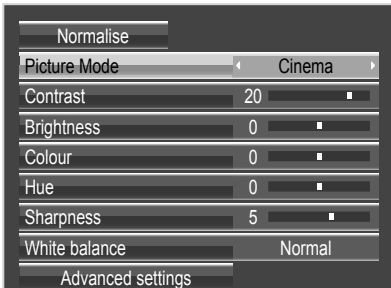 Normalise
Picture Mode Cinema
Contrast 20
Brightness 0
Colour 0
Hue 0
Sharpness 5
White balance Normal
Advanced settings